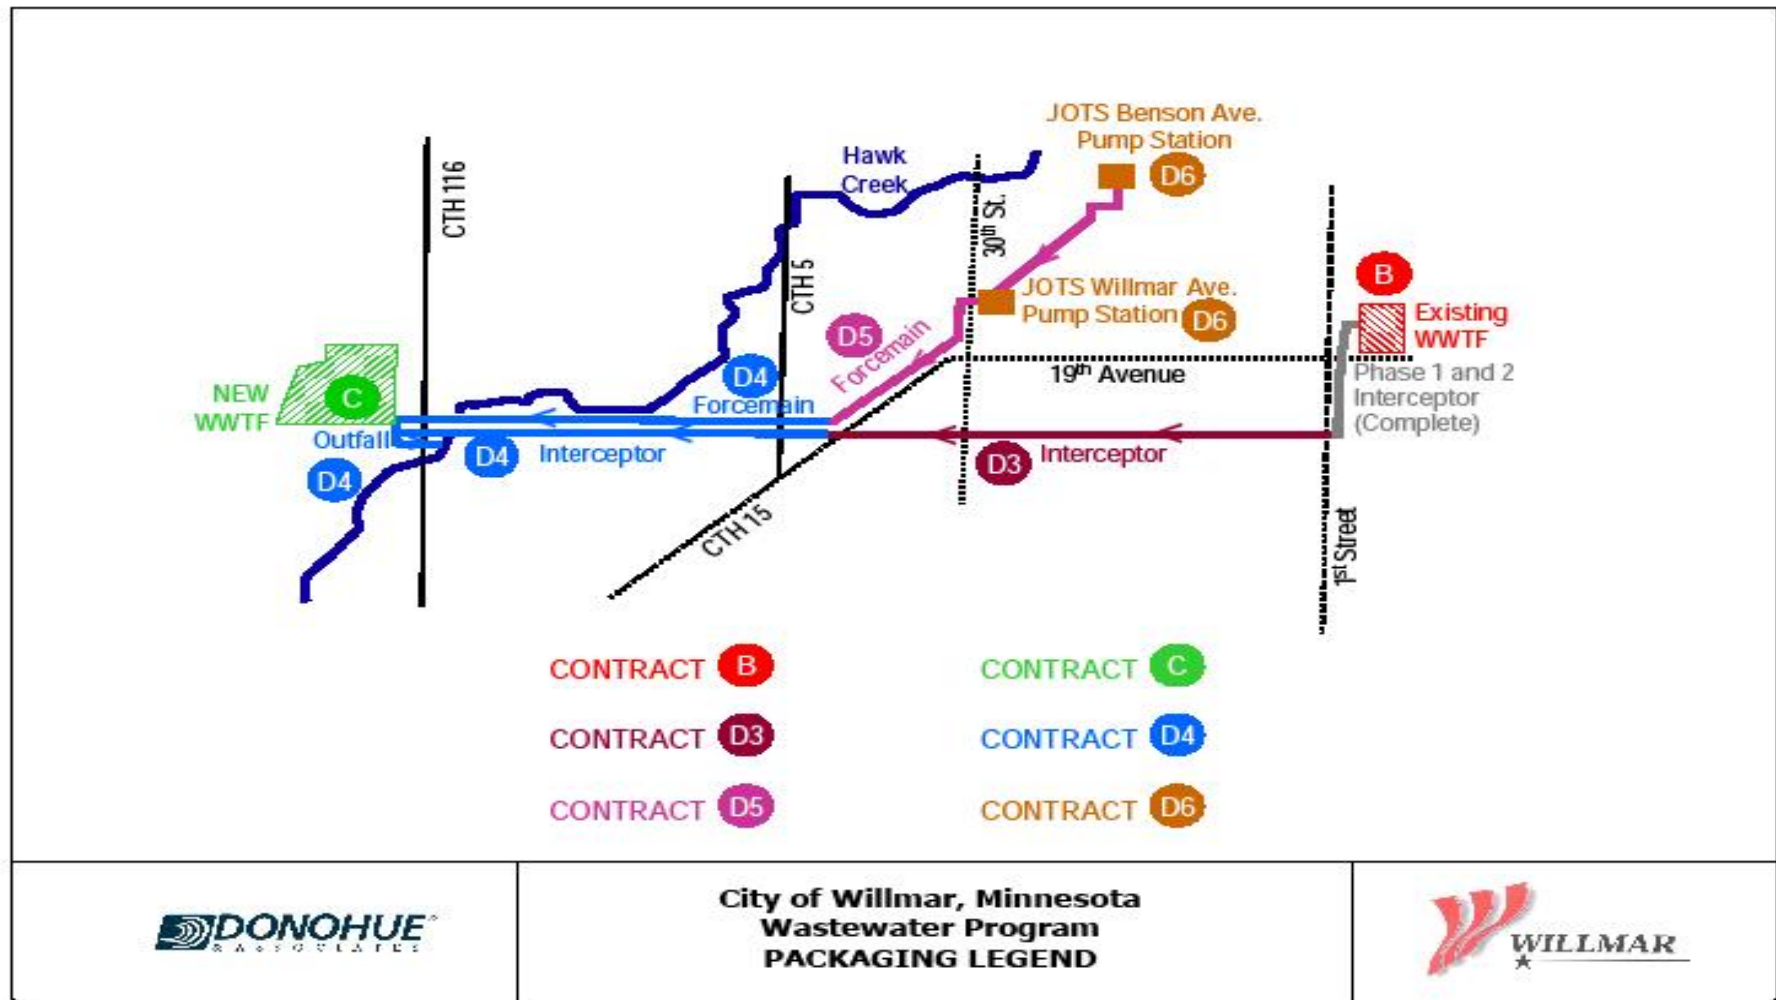 JOTS Benson Ave.
Pump Station
D6
Hawk
Creek
CTH 116
30th St.
CTH 5
B
JOTS Willmar Ave.
Pump Station
D6
Existing
WWTF
D5
Forcemain
19th Avenue
Phase 1 and 2
Interceptor
(Complete)
D4
Forcemain
NEW
WWTF
C
Outfall
D4
D4
Interceptor
D3
Interceptor
CTH 15
1st Street
CONTRACT B
CONTRACT C
CONTRACT D3
CONTRACT D4
CONTRACT D5
CONTRACT D6
DONOHUE
& ASSOCIATES
City of Willmar, Minnesota
Wastewater Program
PACKAGING LEGEND
WILLMAR